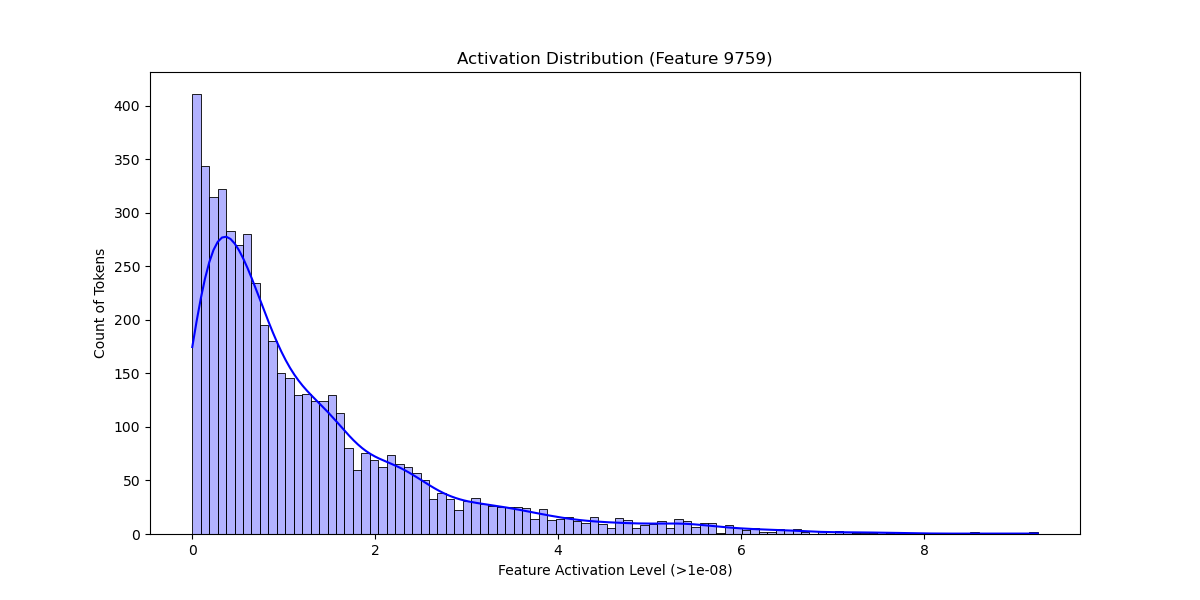 Activation Distribution (Feature 9759)
Count of Tokens
400
350
300
250
200
150
100
50
0
0 2 4 6 8
Feature Activation Level (>1e-08)